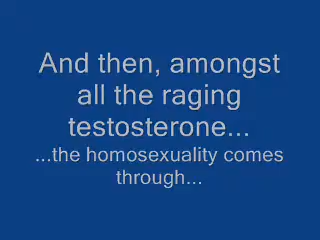 And then, amongst
all the raging
testosterone...
...the homosexuality comes
through...